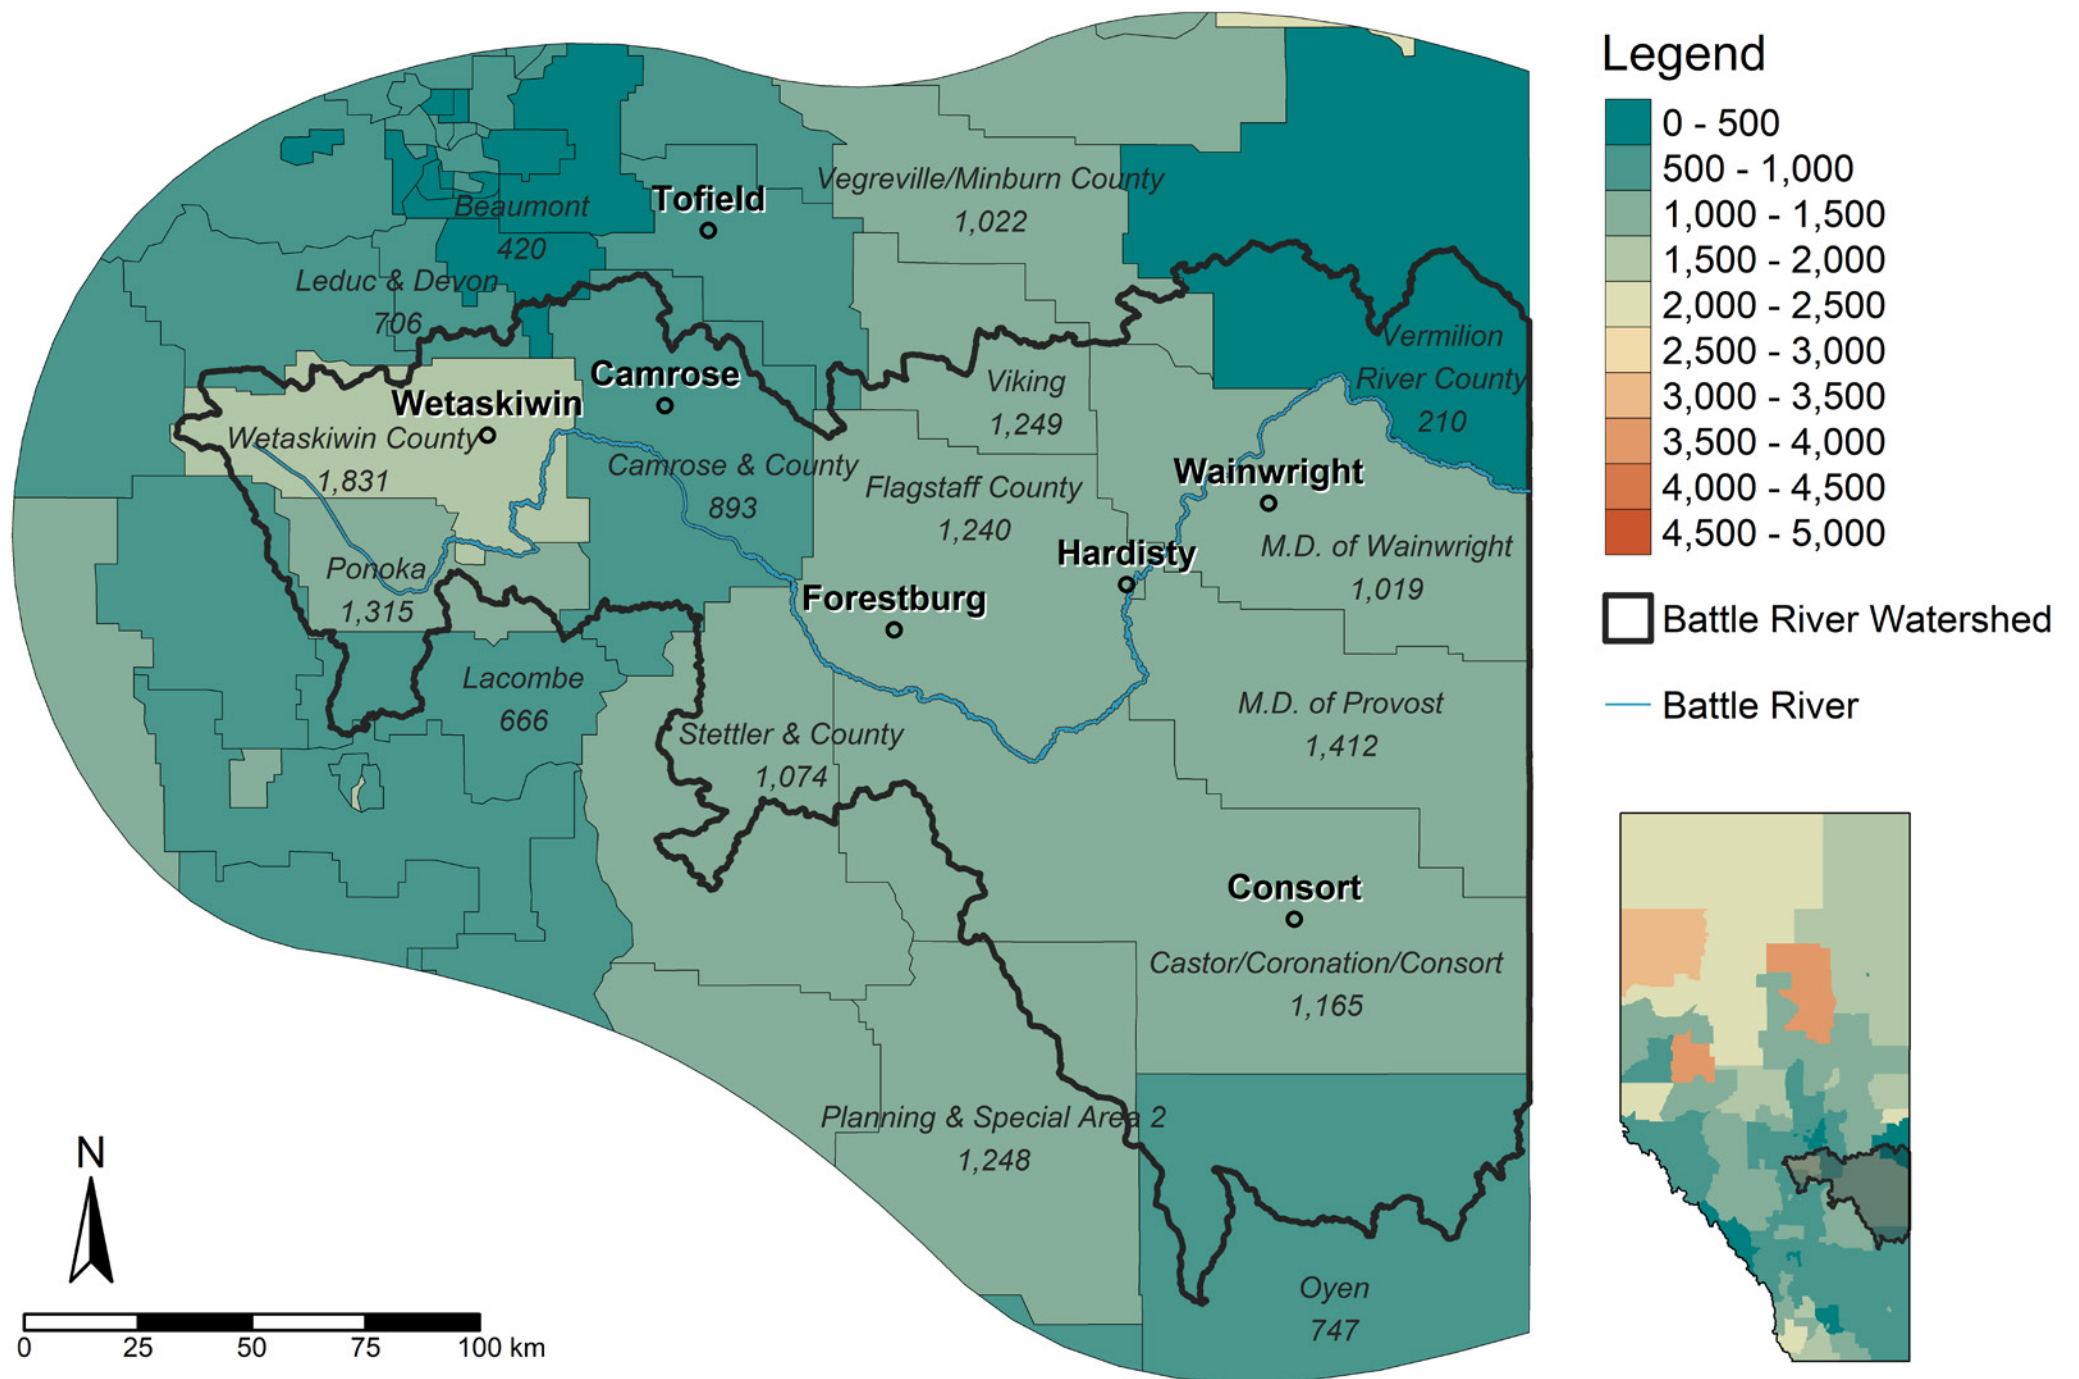 Legend
0 - 500
500 - 1,000
1,000 - 1,500
1,500 - 2,000
2,000 - 2,500
2,500 - 3,000
3,000 - 3,500
3,500 - 4,000
4,000 - 4,500
4,500 - 5,000
Battle River Watershed
Battle River
Vegreville/Minburn County
1,022
Tofield
Beaumont
420
Leduc & Devon
706
Vermilion
River County
210
Camrose
Viking
1,249
Wetaskiwin
Wetaskiwin County
1,831
Camrose & County
893
Flagstaff County
1,240
Wainwright
M.D. of Wainwright
1,019
Hardisty
Ponoka
1,315
Forestburg
Lacombe
666
M.D. of Provost
1,412
Stettler & County
1,074
Consort
Castor/Coronation/Consort
1,165
Planning & Special Area 2
1,248
Oyen
747
N
0 25 50 75 100 km